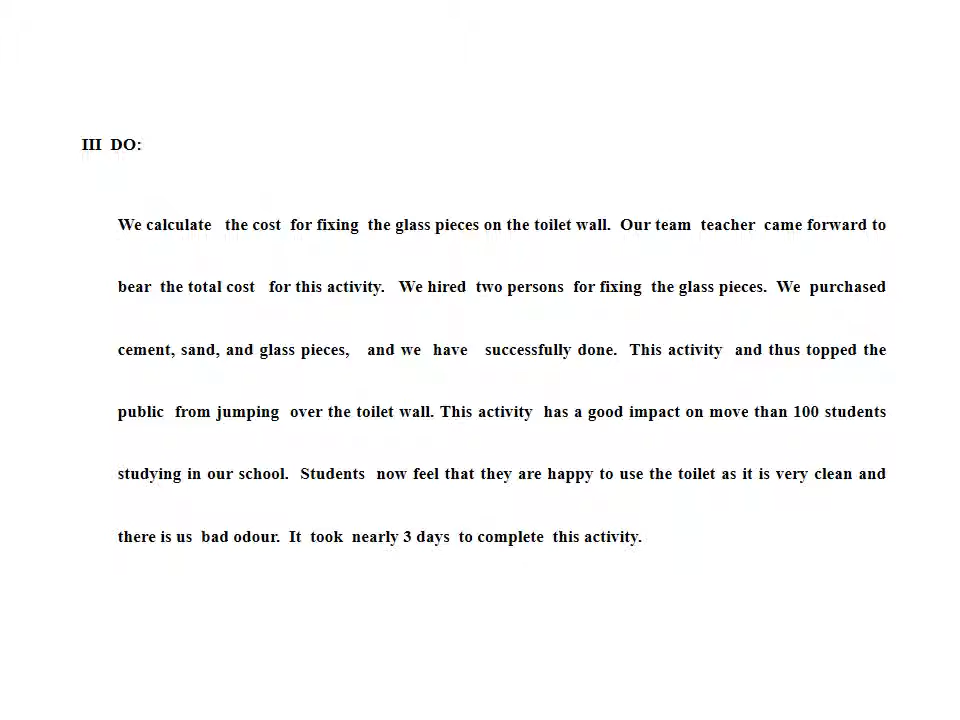 III DO:
We calculate the cost for fixing the glass pieces on the toilet wall. Our team teacher came forward to
bear the total cost for this activity. We hired two persons for fixing the glass pieces. We purchased
cement, sand, and glass pieces, and we have successfully done. This activity and thus topped the
public from jumping over the toilet wall. This activity has a good impact on move than 100 students
studying in our school. Students now feel that they are happy to use the toilet as it is very clean and
there is us bad odour. It took nearly 3 days to complete this activity.